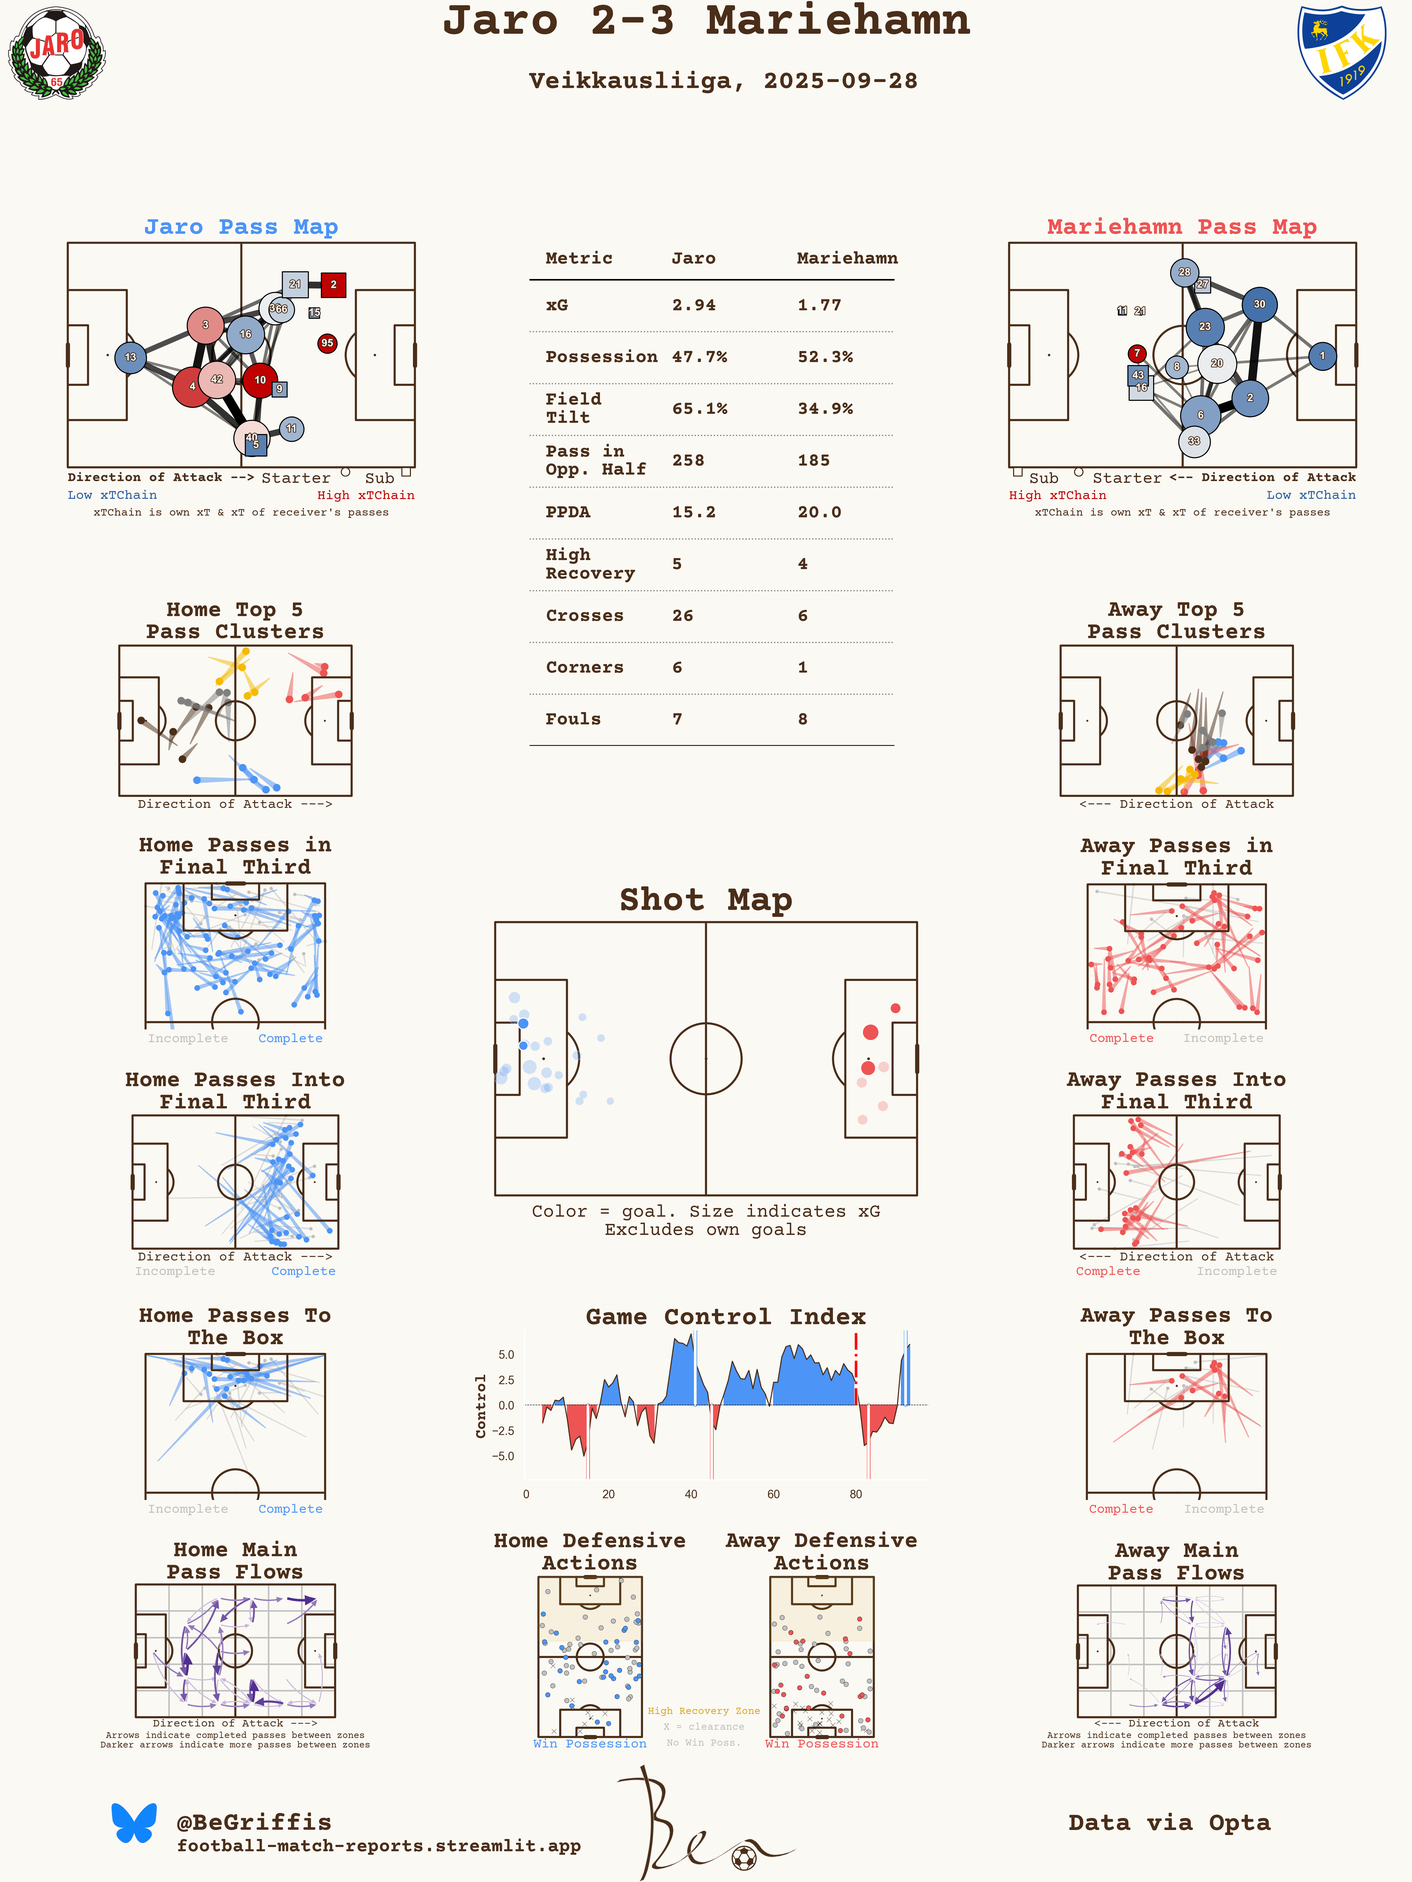 Jaro 2-3 Mariehamn
Veikkausliiga, 2025-09-28
JARO
65
IFK
1919
Jaro Pass Map
13
3
4
42
16
10
36
66
21
2
15
95
9
40
5
11
Direction of Attack --> Starter Sub
Low xTChain High xTChain
xTChain is own xT & xT of receiver's passes
Metric Jaro Mariehamn
xG 2.94 1.77
Possession 47.7% 52.3%
Field
Tilt 65.1% 34.9%
Pass in
Opp. Half 258 185
PPDA 15.2 20.0
High
Recovery 5 4
Crosses 26 6
Corners 6 1
Fouls 7 8
Mariehamn Pass Map
28
27
30
11
21
23
7
8
20
1
43
16
2
6
33
Sub Starter <-- Direction of Attack
High xTChain Low xTChain
xTChain is own xT & xT of receiver's passes
Home Top 5
Pass Clusters
Direction of Attack --->
Away Top 5
Pass Clusters
<--- Direction of Attack
Home Passes in
Final Third
Incomplete Complete
Away Passes in
Final Third
Complete Incomplete
Shot Map
Color = goal. Size indicates xG
Excludes own goals
Home Passes Into
Final Third
Direction of Attack --->
Incomplete Complete
Away Passes Into
Final Third
<--- Direction of Attack
Complete Incomplete
Home Passes To
The Box
Incomplete Complete
Game Control Index
Control
5.0
2.5
0.0
−2.5
−5.0
0 20 40 60 80
Away Passes To
The Box
Complete Incomplete
Home Main
Pass Flows
Direction of Attack --->
Arrows indicate completed passes between zones
Darker arrows indicate more passes between zones
Home Defensive
Actions
Win Possession
High Recovery Zone
X = clearance
No Win Poss.
Away Defensive
Actions
Win Possession
Away Main
Pass Flows
<--- Direction of Attack
Arrows indicate completed passes between zones
Darker arrows indicate more passes between zones
@BeGriffis
football-match-reports.streamlit.app
Ben
Data via Opta